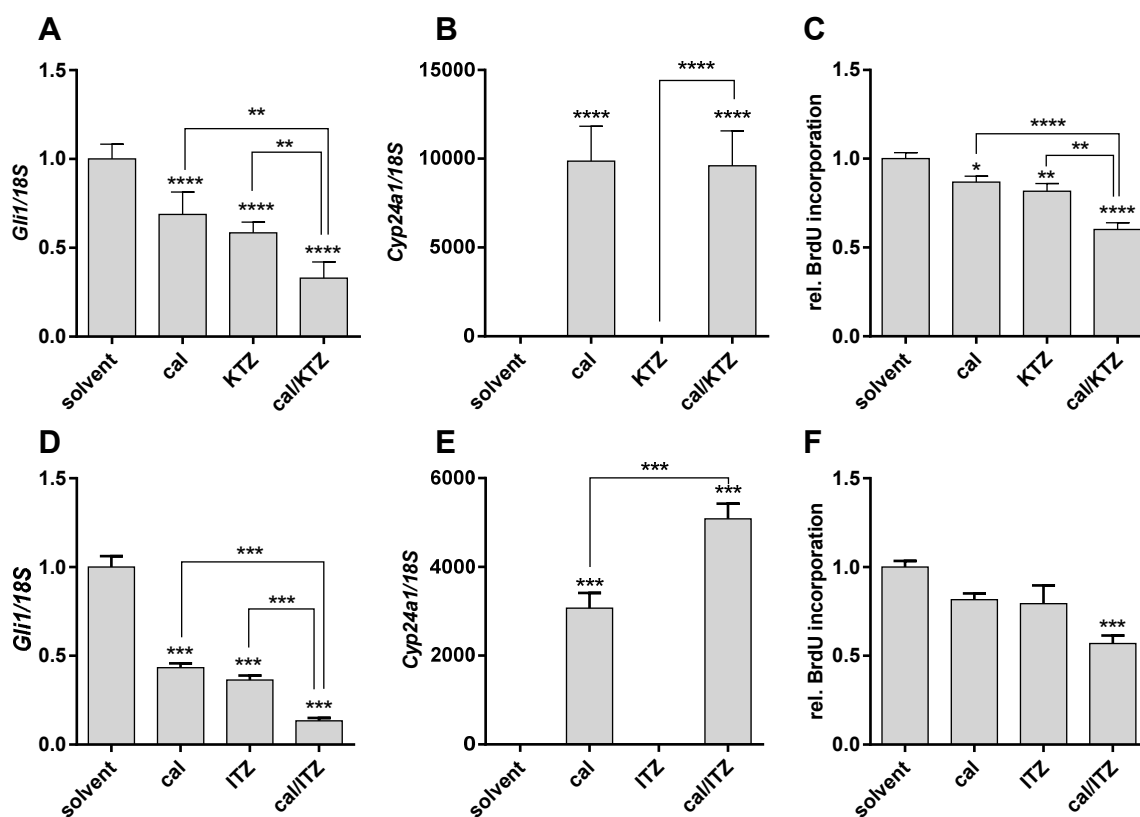 A
Gli1/18S
1.5
1.0
0.5
0.0
**
**
****
****
****
solvent
cal
KTZ
cal/KTZ
B
Cyp24a1/18S
15000
10000
5000
0
****
****
****
solvent
cal
KTZ
cal/KTZ
C
rel. BrdU incorporation
1.5
1.0
0.5
0.0
****
**
*
**
****
solvent
cal
KTZ
cal/KTZ
D
Gli1/18S
1.5
1.0
0.5
0.0
***
***
***
***
***
solvent
cal
ITZ
cal/ITZ
E
Cyp24a1/18S
6000
4000
2000
0
***
***
***
solvent
cal
ITZ
cal/ITZ
F
rel. BrdU incorporation
1.5
1.0
0.5
0.0
***
solvent
cal
ITZ
cal/ITZ